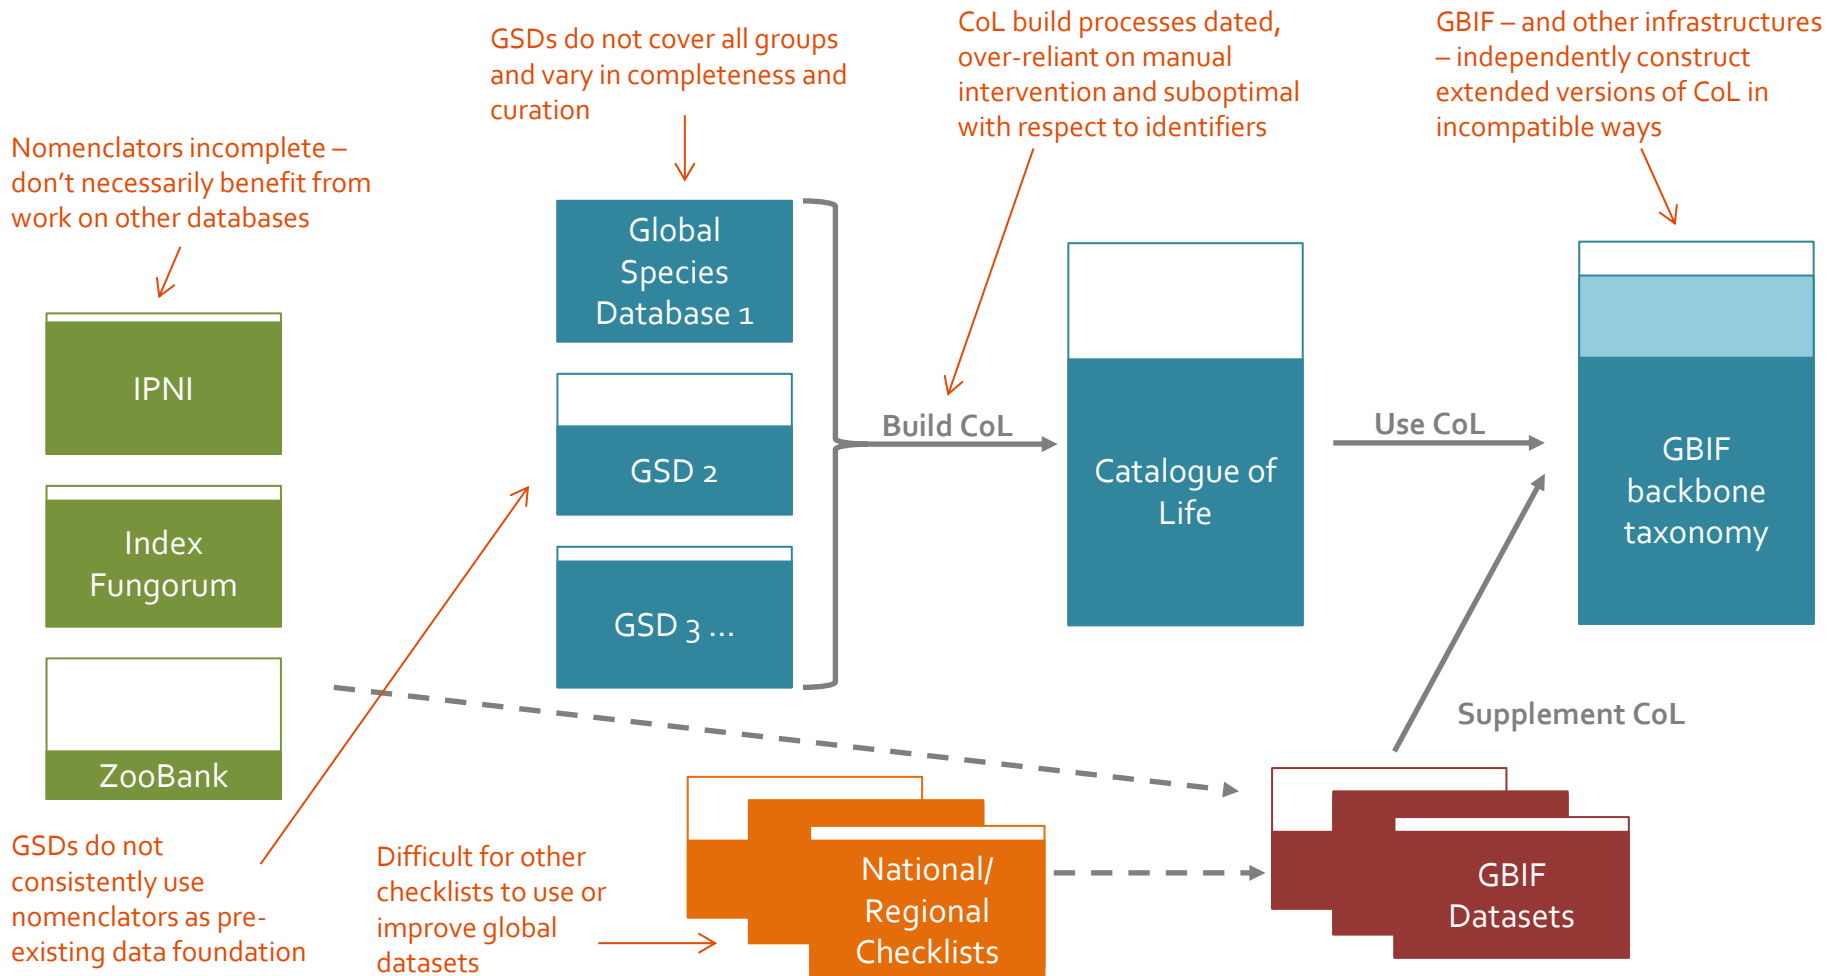 GSDs do not cover all groups
and vary in completeness and
curation
CoL build processes dated,
over-reliant on manual
intervention and suboptimal
with respect to identifiers
GBIF – and other infrastructures
– independently construct
extended versions of CoL in
incompatible ways
Nomenclators incomplete –
don't necessarily benefit from
work on other databases
IPNI
Index
Fungorum
ZooBank
Global
Species
Database 1
GSD 2
GSD 3 ...
Build CoL
Catalogue of
Life
Use CoL
GBIF
backbone
taxonomy
Supplement CoL
GSDs do not
consistently use
nomenclators as pre-
existing data foundation
Difficult for other
checklists to use or
improve global
datasets
National/
Regional
Checklists
GBIF
Datasets